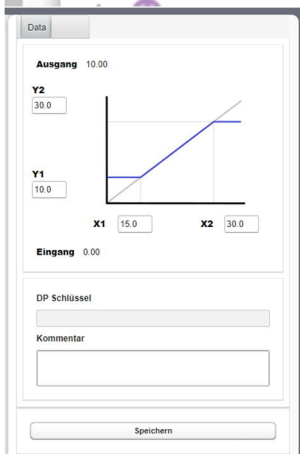 Data
Ausgang 10.00
Y2
30.0
Y1
10.0
X1 15.0 X2 30.0
Eingang 0.00
DP Schlüssel
Kommentar
Speichern